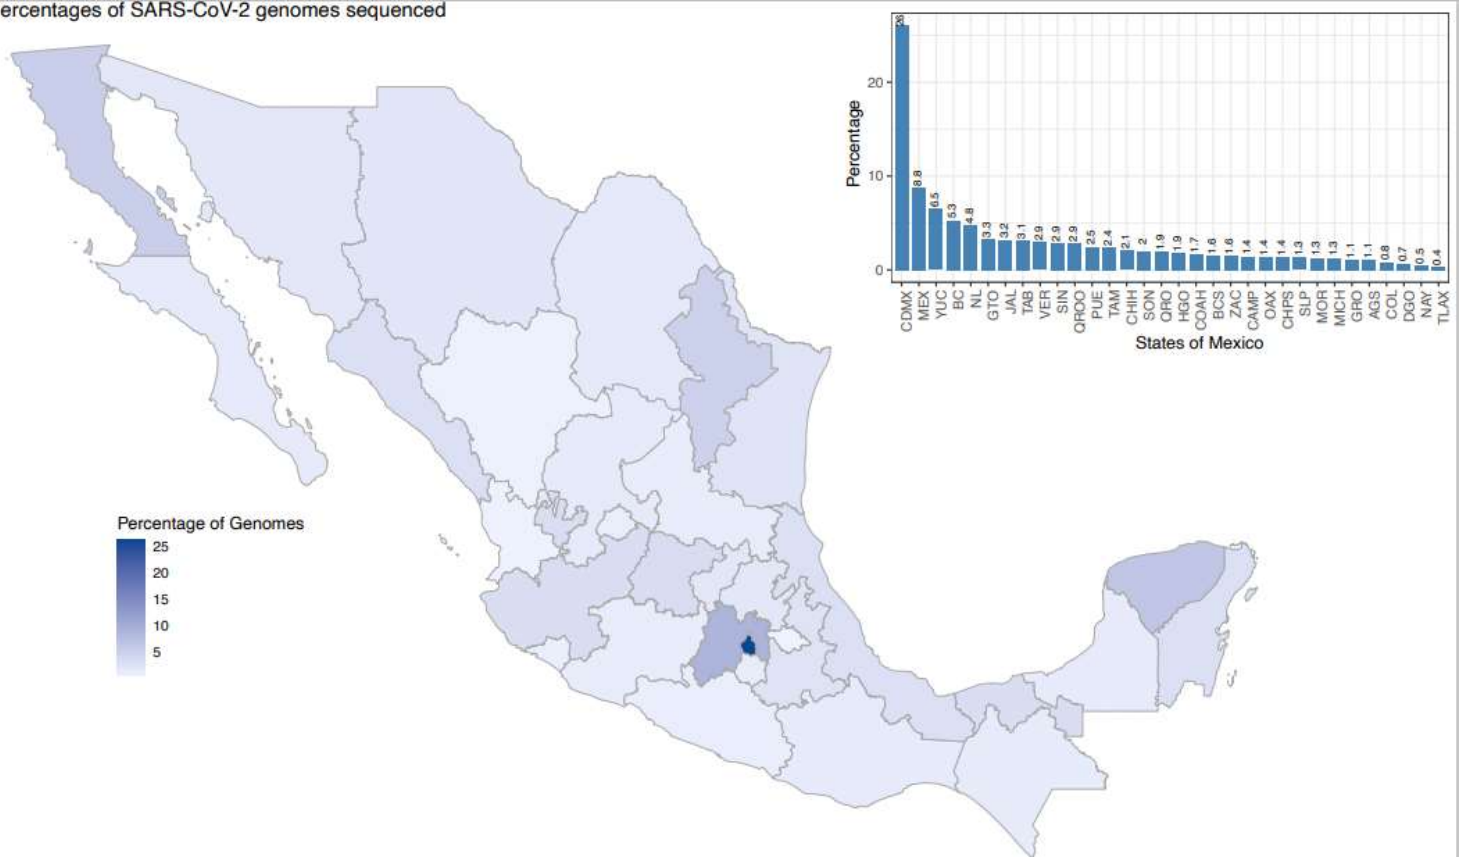 ercentages of SARS-CoV-2 genomes sequenced
26
8.8
6.5
5.3
4.8
3.3
3.2
3.1
2.9
2.9
2.9
2.5
2.4
2.1
2
1.9
1.9
1.7
1.6
1.6
1.4
1.4
1.4
1.3
1.3
1.3
1.1
1.1
0.8
0.7
0.5
0.4
Percentage
20
10
0
CDMX
MEX
YUC
BC
NL
GTO
JAL
TAB
VER
SIN
QROO
PUE
TAM
CHIH
SON
QRO
HGO
COAH
BCS
ZAC
CAMP
OAX
CHPS
SLP
MOR
MICH
GRO
AGS
COL
DGO
NAY
TLAX
States of Mexico
Percentage of Genomes
25
20
15
10
5